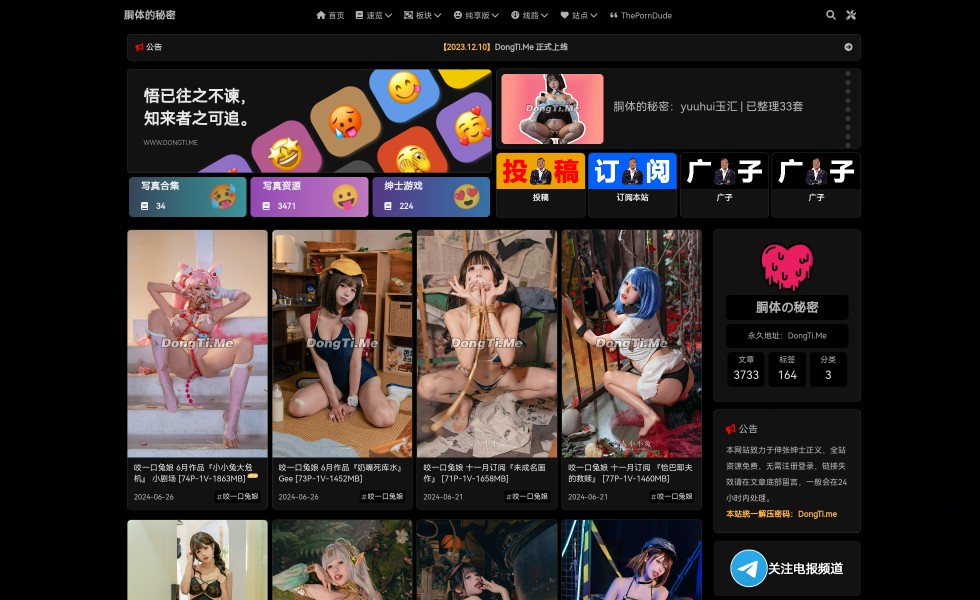 胴体的秘密
首页 速览 板块 纯享版 线路 站点 ThePornDude
公告
【2023.12.10】DongTi.Me 正式上线
悟已往之不谏，
知来者之可追。
WWW.DONGTI.ME
DongTi.Me
胴体的秘密：yuuhui玉汇 | 已整理33套
写真合集
34
写真资源
3471
绅士游戏
224
投稿
投稿
订阅
订阅本站
广子
广子
广子
广子
DongTi.Me
咬一口兔娘 6月作品『小小兔大危
机』 小剧场 [74P-1V-1863MB]
2024-06-26 #咬一口兔娘
DongTi.Me
咬一口兔娘 6月作品『奶嘴死库水』
Gee [73P-1V-1452MB]
2024-06-26 #咬一口兔娘
DongTi.Me
咬一口兔娘 十一月订阅『未成名画
作』 [71P-1V-1658MB]
2024-06-21 #咬一口兔娘
DongTi.Me
咬一口兔娘 十一月订阅 『恰巴耶夫
的救赎』 [77P-1V-1460MB]
2024-06-21 #咬一口兔娘
胴体の秘密
永久地址：DongTi.Me
文章 标签 分类
3733 164 3
公告
本网站致力于伸张绅士正义，全站
资源免费，无需注册登录，链接失
效请在文章底部留言，一般会在24
小时内处理。
本站统一解压密码：DongTi.me
关注电报频道